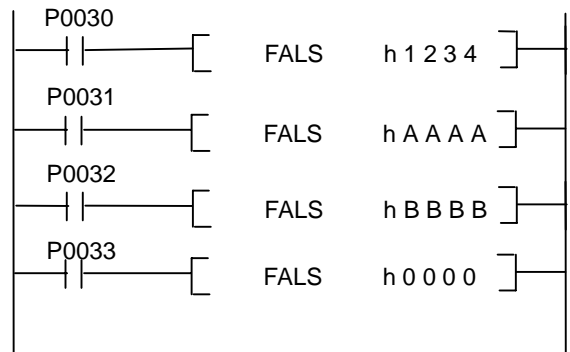 P0030
FALS h 1 2 3 4
P0031
FALS h A A A A
P0032
FALS h B B B B
P0033
FALS h 0 0 0 0